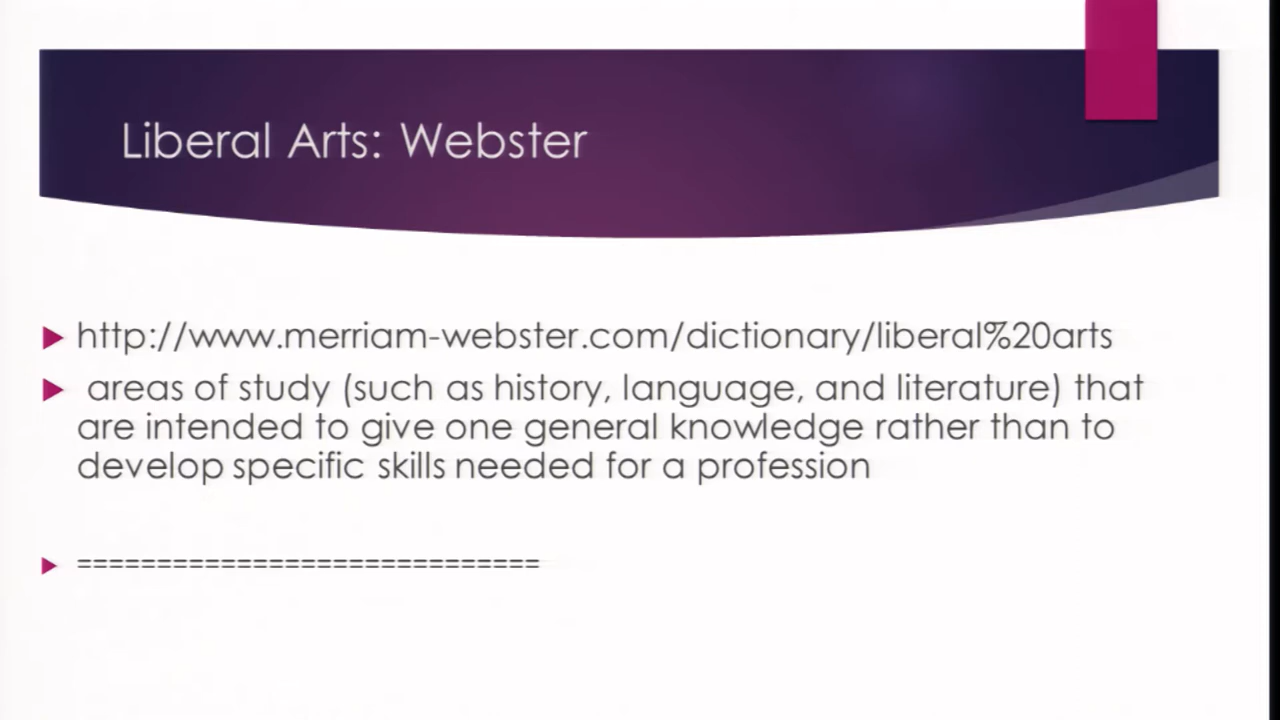 Liberal Arts: Webster
http://www.merriam-webster.com/dictionary/liberal%20arts
areas of study (such as history, language, and literature) that
are intended to give one general knowledge rather than to
develop specific skills needed for a profession
=============================